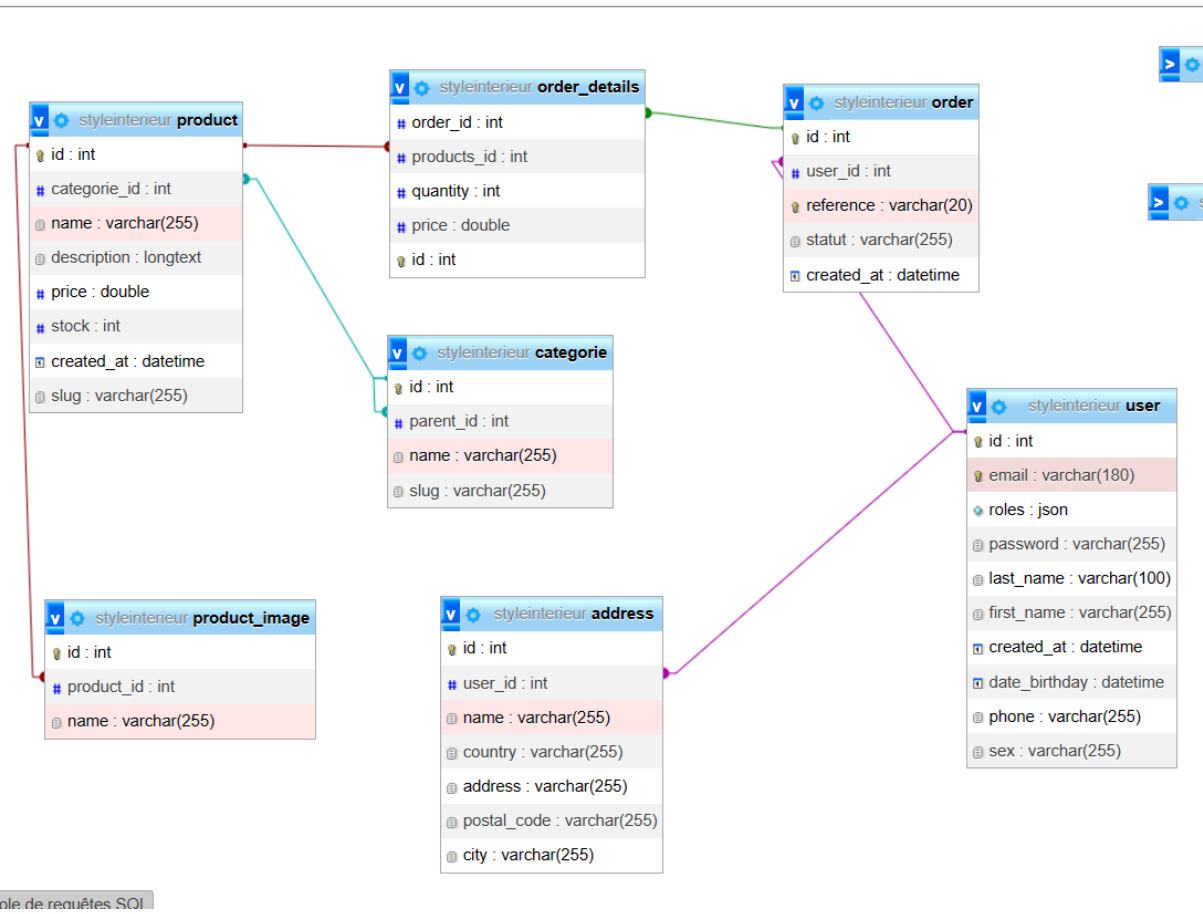 styleinterieur product
id : int
categorie_id : int
name : varchar(255)
description : longtext
price : double
stock : int
created_at : datetime
slug : varchar(255)
styleinterieur order_details
order_id : int
products_id : int
quantity : int
price : double
id : int
styleinterieur order
id : int
user_id : int
reference : varchar(20)
statut : varchar(255)
created_at : datetime
styleinterieur categorie
id : int
parent_id : int
name : varchar(255)
slug : varchar(255)
styleinterieur user
id : int
email : varchar(180)
roles : json
password : varchar(255)
last_name : varchar(100)
first_name : varchar(255)
created_at : datetime
date_birthday : datetime
phone : varchar(255)
sex : varchar(255)
styleinterieur product_image
id : int
product_id : int
name : varchar(255)
styleinterieur address
id : int
user_id : int
name : varchar(255)
country : varchar(255)
address : varchar(255)
postal_code : varchar(255)
city : varchar(255)
de requêtes SQL